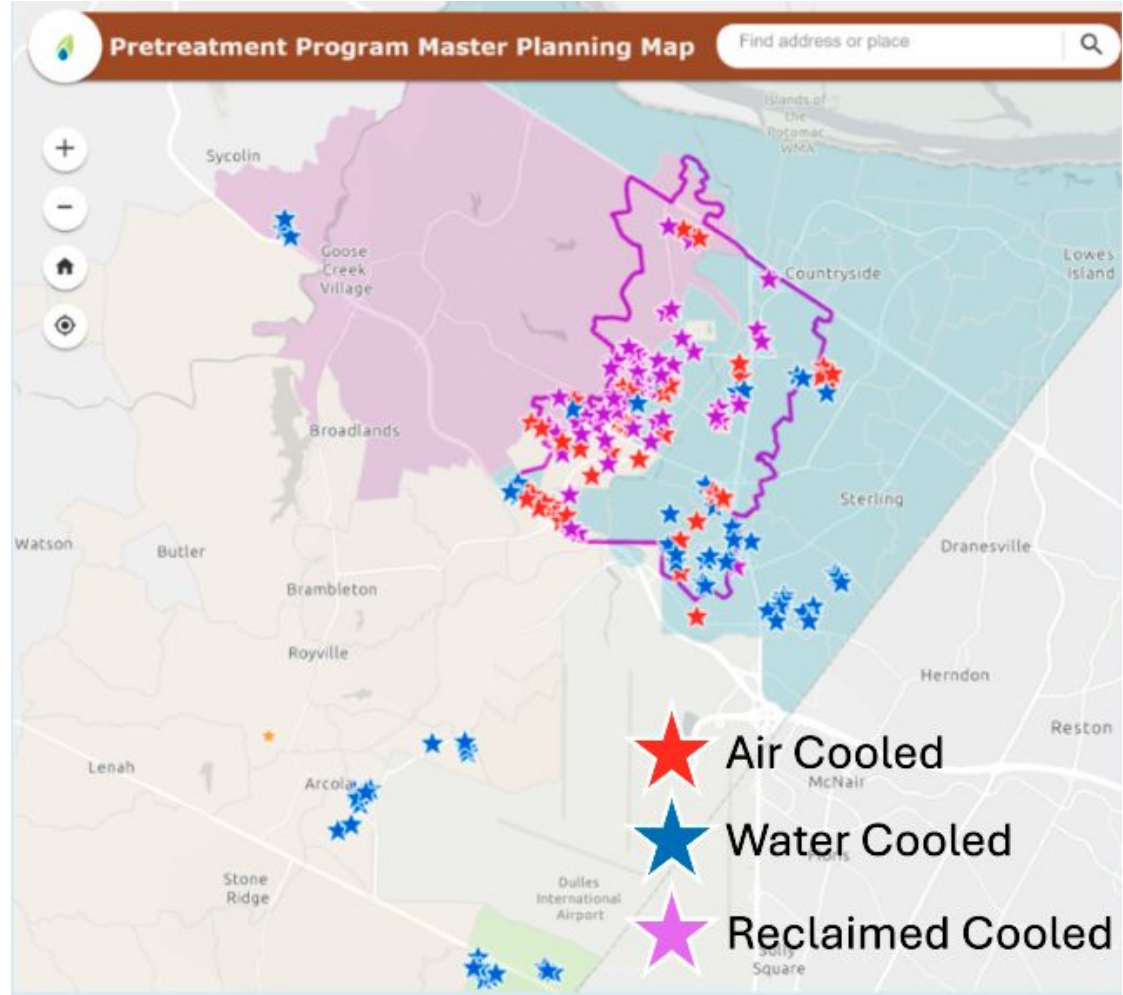 Pretreatment Program Master Planning Map
Find address or place
Islands of
the
Potomac
WMA
Sycolin
Goose
Creek
Village
Countryside
Lowes
Island
Broadlands
Sterling
Watson
Butler
Dranesville
Brambleton
Royville
Herndon
Reston
Lenah
Arcola
Air Cooled
McNair
Water Cooled
Stone
Ridge
Dulles
International
Airport
Reclaimed Cooled
Square